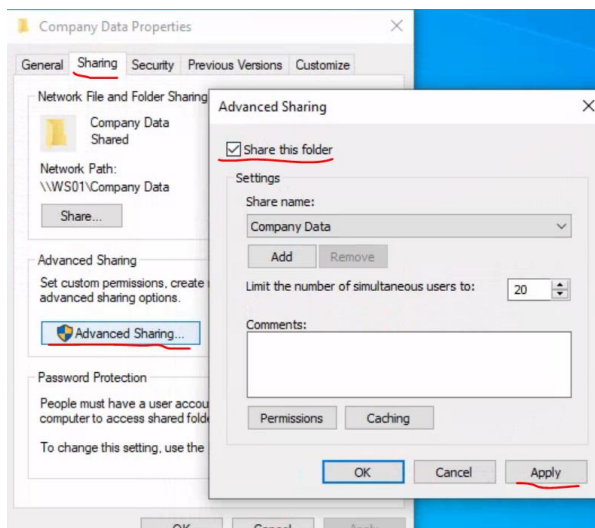 Company Data Properties
General Sharing Security Previous Versions Customize
Network File and Folder Sharing
Company Data
Shared
Network Path:
\\WS01\Company Data
Share...
Advanced Sharing
Set custom permissions, create
advanced sharing options.
Advanced Sharing...
Password Protection
People must have a user
computer to access shared
To change this setting, use the
Advanced Sharing
Share this folder
Settings
Share name:
Company Data
Add Remove
Limit the number of simultaneous users to: 20
Comments:
Permissions Caching
OK Cancel Apply